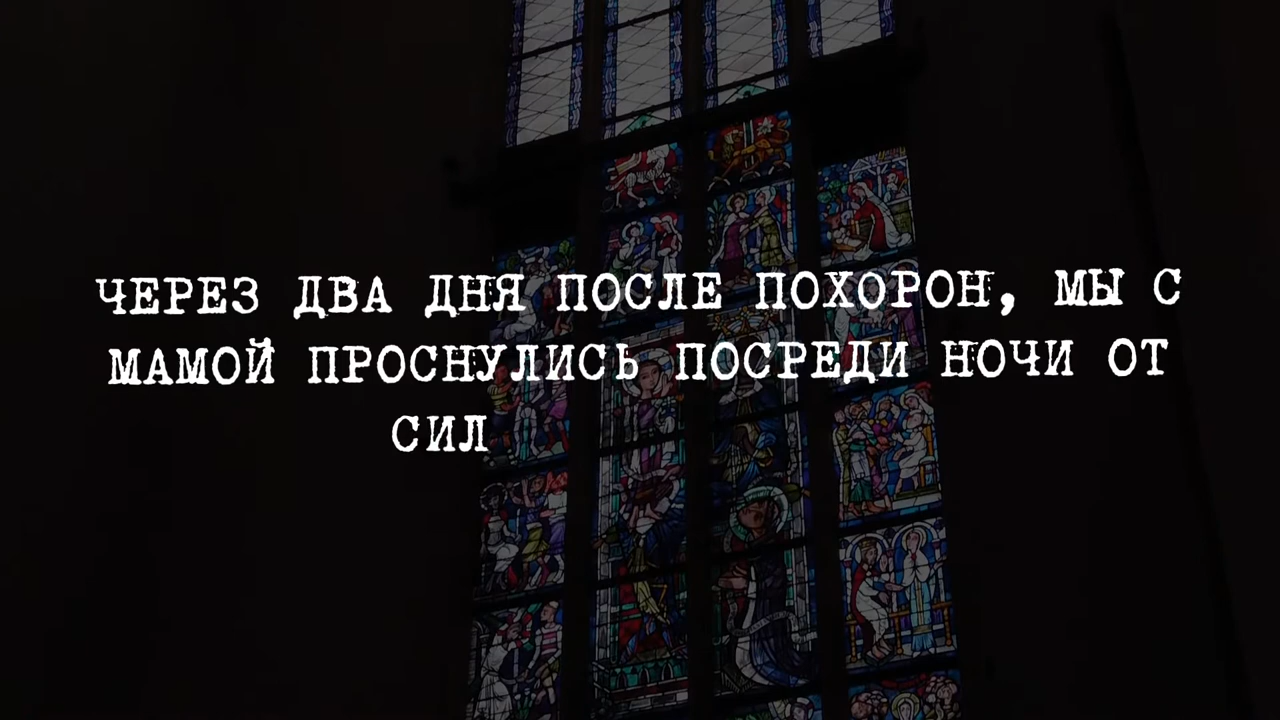 ЧЕРЕЗ ДВА ДНЯ ПОСЛЕ ПОХОРОН, МЫ С
МАМОЙ ПРОСНУЛИСЬ ПОСРЕДИ НОЧИ ОТ
СИЛ